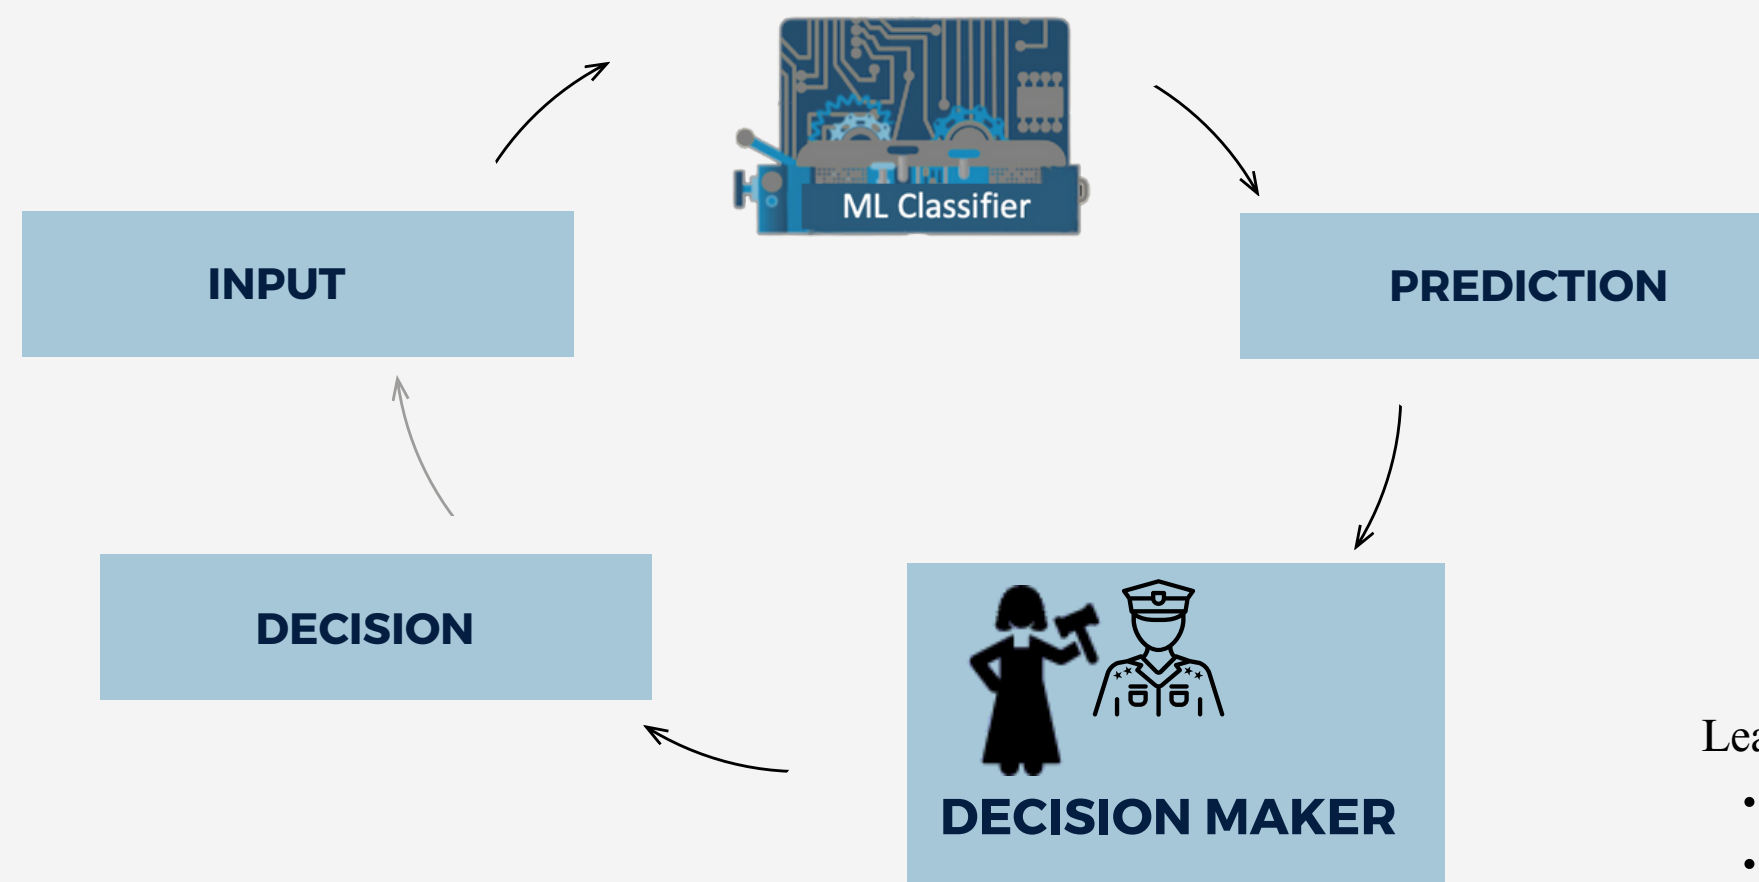 ML Classifier
INPUT
PREDICTION
DECISION
DECISION MAKER
•
•